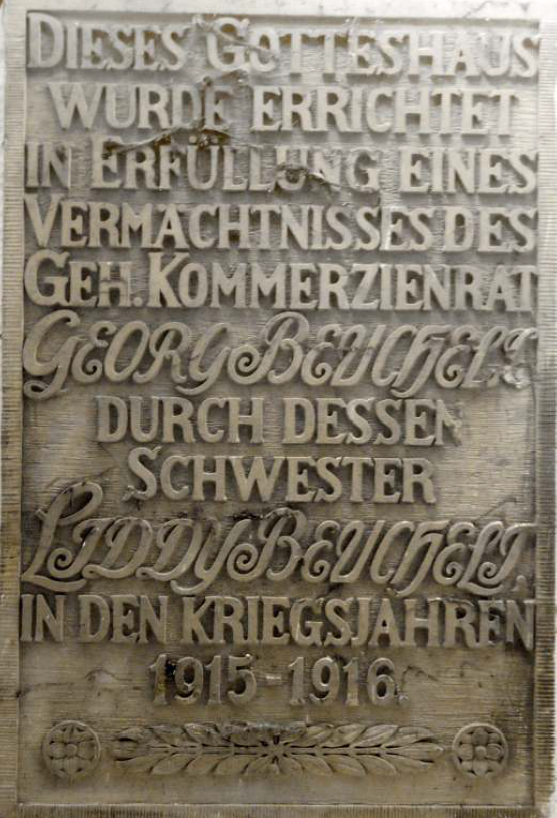 DIESES GOTTESHAUS
WURDE ERRICHTET
IN ERFÜLLUNG EINES
VERMÄCHTNISSES DES
GEH. KOMMERZIENRAT
GEORG BEUCHELT
DURCH DESSEN
SCHWESTER
LIDDY BEUCHELT,
IN DEN KRIEGSJAHREN
1915-1916.